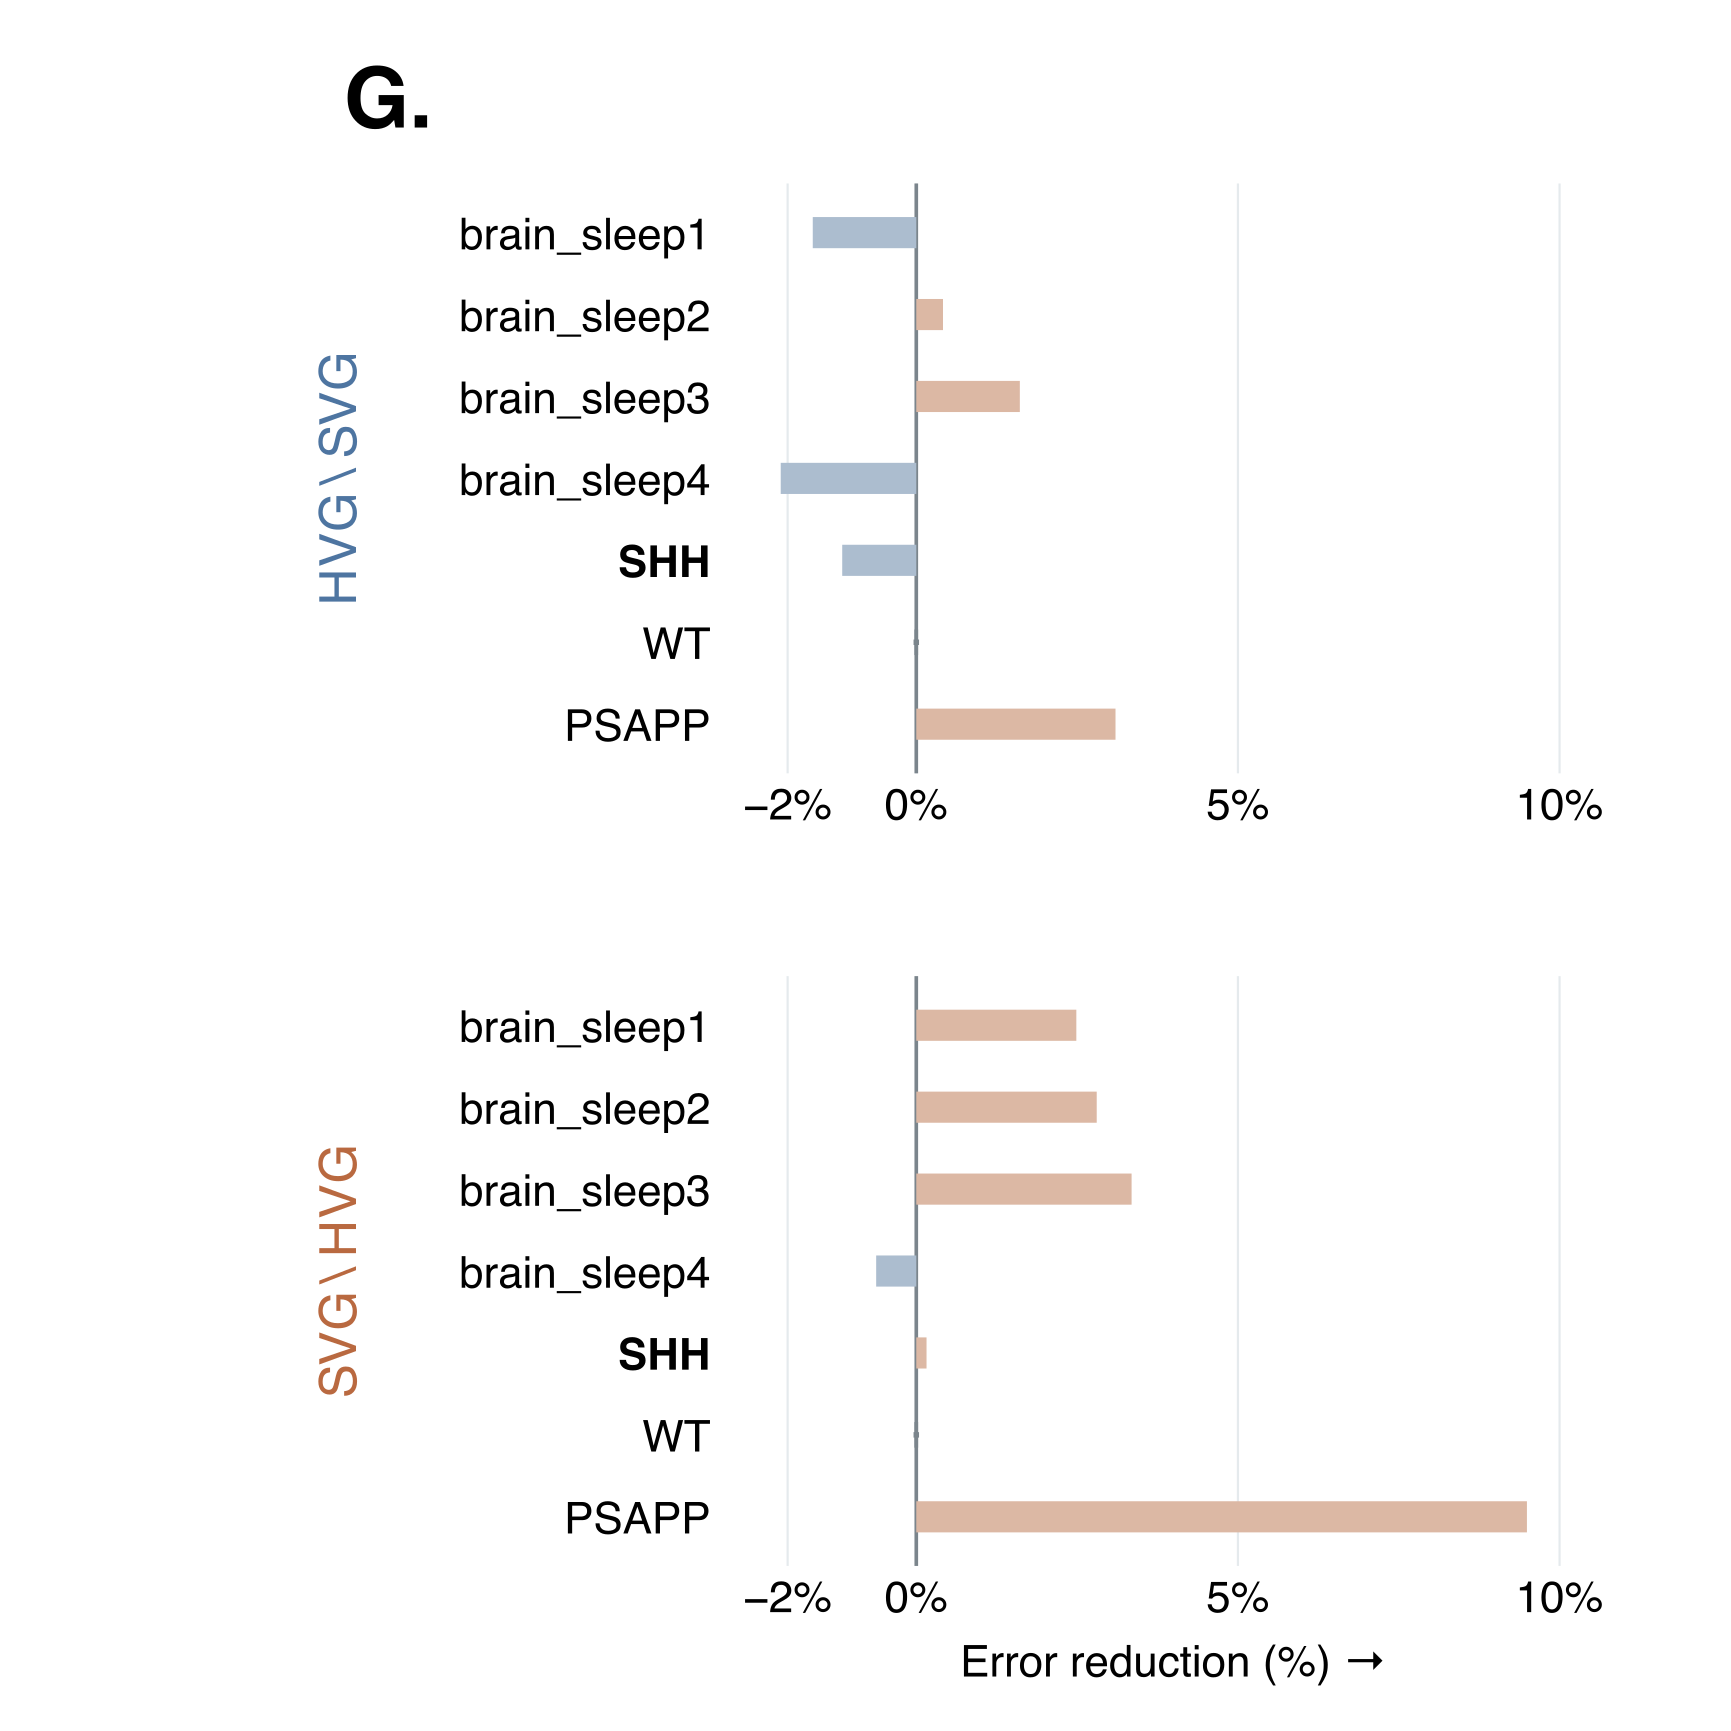 G.
HVG \ SVG
brain_sleep1
brain_sleep2
brain_sleep3
brain_sleep4
SHH
WT
PSAPP
−2% 0% 5% 10%
SVG \ HVG
brain_sleep1
brain_sleep2
brain_sleep3
brain_sleep4
SHH
WT
PSAPP
−2% 0% 5% 10%
Error reduction (%) →